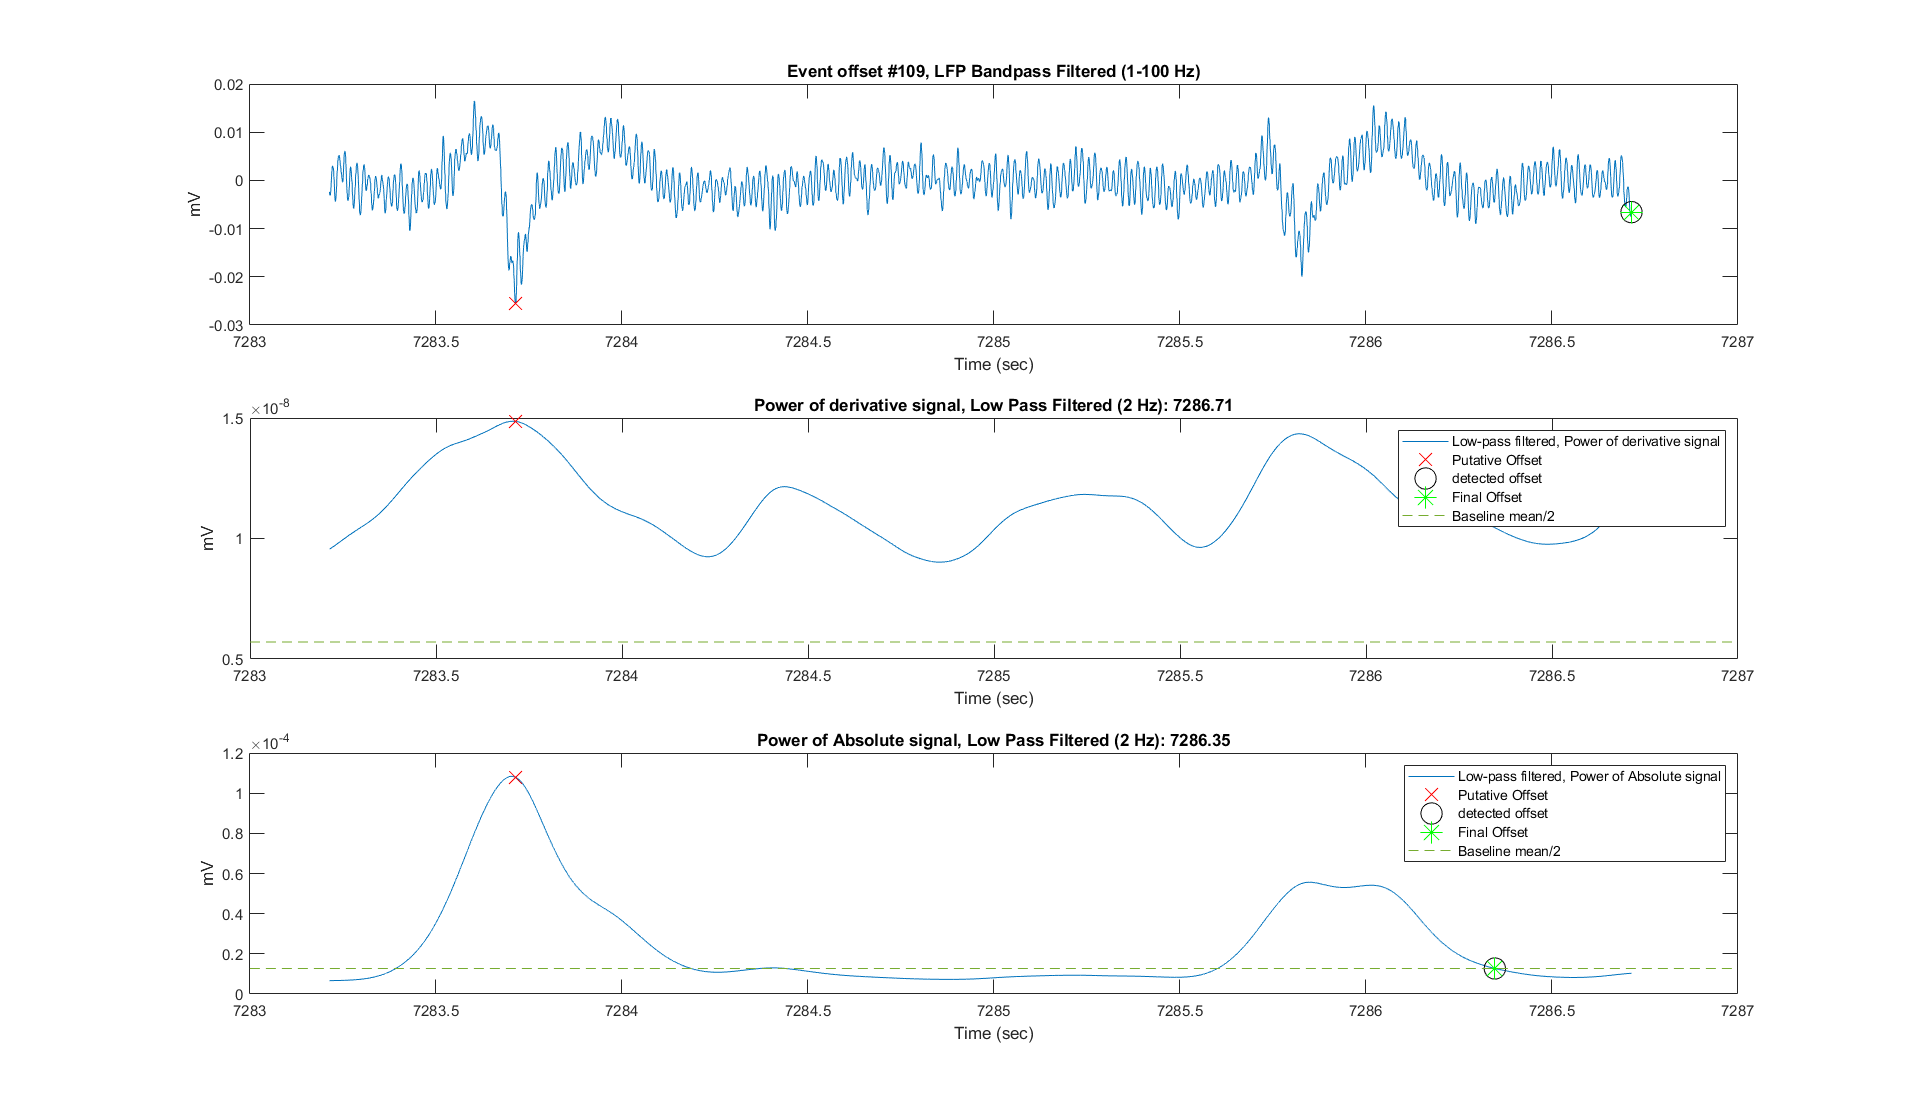 Event offset #109, LFP Bandpass Filtered (1-100 Hz)
0.02
0.01
0
-0.01
-0.02
-0.03
mV
7283 7283.5 7284 7284.5 7285 7285.5 7286 7286.5 7287
Time (sec)
Power of derivative signal, Low Pass Filtered (2 Hz): 7286.71
×10^-8
1.5
1
0.5
mV
Low-pass filtered, Power of derivative signal
Putative Offset
detected offset
Final Offset
Baseline mean/2
7283 7283.5 7284 7284.5 7285 7285.5 7286 7286.5 7287
Time (sec)
Power of Absolute signal, Low Pass Filtered (2 Hz): 7286.35
×10^-4
1.2
1
0.8
0.6
0.4
0.2
0
mV
Low-pass filtered, Power of Absolute signal
Putative Offset
detected offset
Final Offset
Baseline mean/2
7283 7283.5 7284 7284.5 7285 7285.5 7286 7286.5 7287
Time (sec)